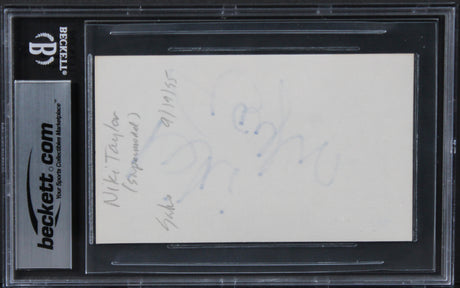 BECKETT
B
beckett.com
Your Sports Collectibles Marketplace.
Niki Taylor
(Supermodel)
9/19/95